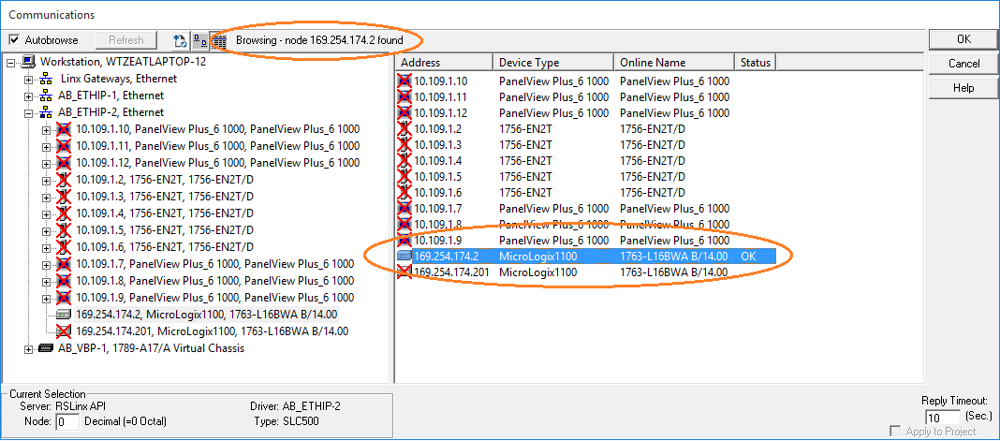 Communications
Autobrowse
Refresh
Browsing - node 169.254.174.2 found
OK
Cancel
Help
Workstation, WTZEATLAPTOP-12
Linx Gateways, Ethernet
AB_ETHIP-1, Ethernet
AB_ETHIP-2, Ethernet
10.109.1.10, PanelView Plus_6 1000, PanelView Plus_6 1000
10.109.1.11, PanelView Plus_6 1000, PanelView Plus_6 1000
10.109.1.12, PanelView Plus_6 1000, PanelView Plus_6 1000
10.109.1.2, 1756-EN2T, 1756-EN2T/D
10.109.1.3, 1756-EN2T, 1756-EN2T/D
10.109.1.4, 1756-EN2T, 1756-EN2T/D
10.109.1.5, 1756-EN2T, 1756-EN2T/D
10.109.1.6, 1756-EN2T, 1756-EN2T/D
10.109.1.7, PanelView Plus_6 1000, PanelView Plus_6 1000
10.109.1.8, PanelView Plus_6 1000, PanelView Plus_6 1000
10.109.1.9, PanelView Plus_6 1000, PanelView Plus_6 1000
169.254.174.2, MicroLogix1100, 1763-L16BWA B/14.00
169.254.174.201, MicroLogix1100, 1763-L16BWA B/14.00
AB_VBP-1, 1789-A17/A Virtual Chassis
Address Device Type Online Name Status
10.109.1.10 PanelView Plus_6 1000 PanelView Plus_6 1000
10.109.1.11 PanelView Plus_6 1000 PanelView Plus_6 1000
10.109.1.12 PanelView Plus_6 1000 PanelView Plus_6 1000
10.109.1.2 1756-EN2T 1756-EN2T/D
10.109.1.3 1756-EN2T 1756-EN2T/D
10.109.1.4 1756-EN2T 1756-EN2T/D
10.109.1.5 1756-EN2T 1756-EN2T/D
10.109.1.6 1756-EN2T 1756-EN2T/D
10.109.1.7 PanelView Plus_6 1000 PanelView Plus_6 1000
10.109.1.8 PanelView Plus_6 1000 PanelView Plus_6 1000
10.109.1.9 PanelView Plus_6 1000 PanelView Plus_6 1000
169.254.174.2 MicroLogix1100 1763-L16BWA B/14.00 OK
169.254.174.201 MicroLogix1100 1763-L16BWA B/14.00
Current Selection
Server: RSLinx API Driver: AB_ETHIP-2
Node: 0 Decimal (=0 Octal) Type: SLC500
Reply Timeout:
10 (Sec.)
Apply to Project